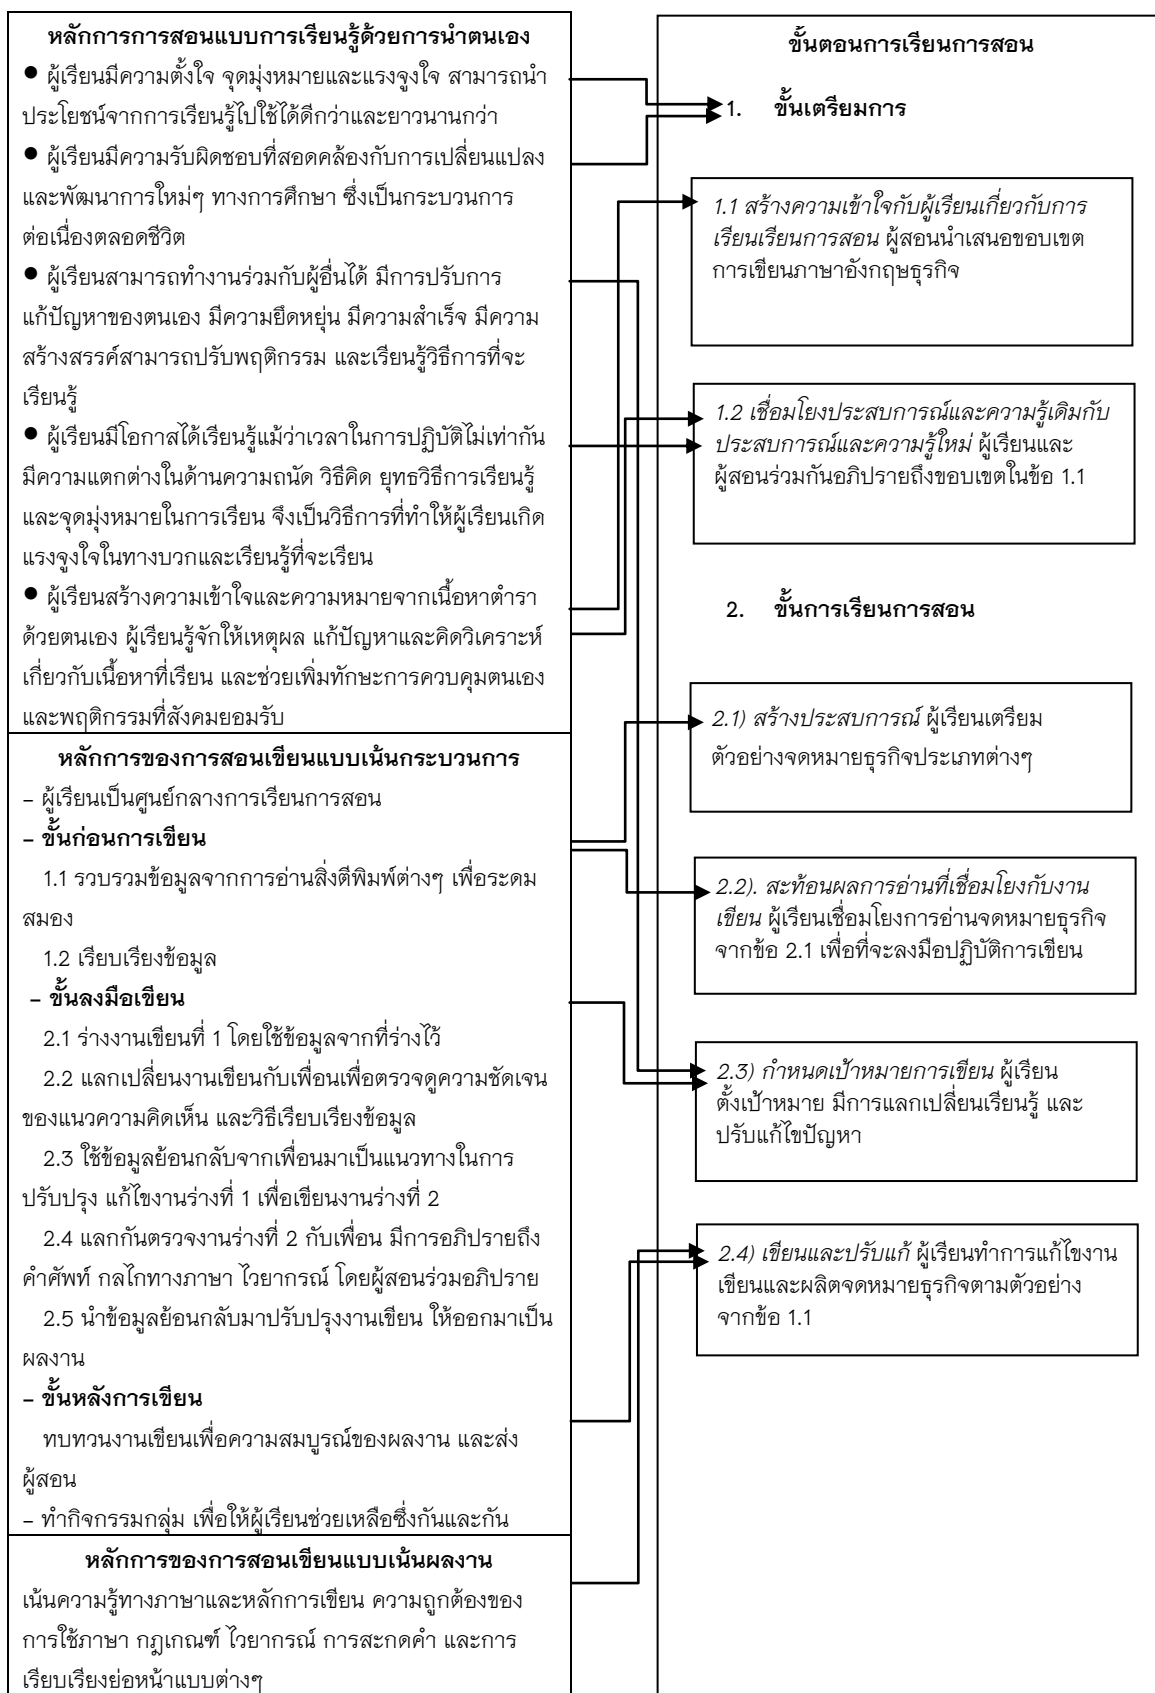 หลักการการสอนแบบการเรียนรู้ด้วยการนำตนเอง
● ผู้เรียนมีความตั้งใจ จุดมุ่งหมายและแรงจูงใจ สามารถนำ
ประโยชน์จากการเรียนรู้ไปใช้ได้ดีกว่าและยาวนานกว่า
● ผู้เรียนมีความรับผิดชอบที่สอดคล้องกับการเปลี่ยนแปลง
และพัฒนาการใหม่ๆ ทางการศึกษา ซึ่งเป็นกระบวนการ
ต่อเนื่องตลอดชีวิต
● ผู้เรียนสามารถทำงานร่วมกับผู้อื่นได้ มีการปรับการ
แก้ปัญหาของตนเอง มีความยืดหยุ่น มีความสำเร็จ มีความ
สร้างสรรค์สามารถปรับพฤติกรรม และเรียนรู้วิธีการที่จะ
เรียนรู้
● ผู้เรียนมีโอกาสได้เรียนรู้แม้ว่าเวลาในการปฏิบัติไม่เท่ากัน
มีความแตกต่างในด้านความถนัด วิธีคิด ยุทธวิธีการเรียนรู้
และจุดมุ่งหมายในการเรียน จึงเป็นวิธีการที่ทำให้ผู้เรียนเกิด
แรงจูงใจในทางบวกและเรียนรู้ที่จะเรียน
● ผู้เรียนสร้างความเข้าใจและความหมายจากเนื้อหาตำรา
ด้วยตนเอง ผู้เรียนรู้จักให้เหตุผล แก้ปัญหาและคิดวิเคราะห์
เกี่ยวกับเนื้อหาที่เรียน และช่วยเพิ่มทักษะการควบคุมตนเอง
และพฤติกรรมที่สังคมยอมรับ
หลักการของการสอนเขียนแบบเน้นกระบวนการ
– ผู้เรียนเป็นศูนย์กลางการเรียนการสอน
– ขั้นก่อนการเขียน
1.1 รวบรวมข้อมูลจากการอ่านสิ่งตีพิมพ์ต่างๆ เพื่อระดม
สมอง
1.2 เรียบเรียงข้อมูล
– ขั้นลงมือเขียน
2.1 ร่างงานเขียนที่ 1 โดยใช้ข้อมูลจากที่ร่างไว้
2.2 แลกเปลี่ยนงานเขียนกับเพื่อนเพื่อตรวจดูความชัดเจน
ของแนวความคิดเห็น และวิธีเรียบเรียงข้อมูล
2.3 ใช้ข้อมูลย้อนกลับจากเพื่อนมาเป็นแนวทางในการ
ปรับปรุง แก้ไขงานร่างที่ 1 เพื่อเขียนงานร่างที่ 2
2.4 แลกกันตรวจงานร่างที่ 2 กับเพื่อน มีการอภิปรายถึง
คำศัพท์ กลไกทางภาษา ไวยากรณ์ โดยผู้สอนร่วมอภิปราย
2.5 นำข้อมูลย้อนกลับมาปรับปรุงงานเขียน ให้ออกมาเป็น
ผลงาน
– ขั้นหลังการเขียน
ทบทวนงานเขียนเพื่อความสมบูรณ์ของผลงาน และส่ง
ผู้สอน
– ทำกิจกรรมกลุ่ม เพื่อให้ผู้เรียนช่วยเหลือซึ่งกันและกัน
หลักการของการสอนเขียนแบบเน้นผลงาน
เน้นความรู้ทางภาษาและหลักการเขียน ความถูกต้องของ
การใช้ภาษา กฎเกณฑ์ ไวยากรณ์ การสะกดคำ และการ
เรียบเรียงย่อหน้าแบบต่างๆ
ขั้นตอนการเรียนการสอน
1. ขั้นเตรียมการ
1.1 สร้างความเข้าใจกับผู้เรียนเกี่ยวกับการ
เรียนเรียนการสอน ผู้สอนนำเสนอขอบเขต
การเขียนภาษาอังกฤษธุรกิจ
1.2 เชื่อมโยงประสบการณ์และความรู้เดิมกับ
ประสบการณ์และความรู้ใหม่ ผู้เรียนและ
ผู้สอนร่วมกันอภิปรายถึงขอบเขตในข้อ 1.1
2. ขั้นการเรียนการสอน
2.1) สร้างประสบการณ์ ผู้เรียนเตรียม
ตัวอย่างจดหมายธุรกิจประเภทต่างๆ
2.2). สะท้อนผลการอ่านที่เชื่อมโยงกับงาน
เขียน ผู้เรียนเชื่อมโยงการอ่านจดหมายธุรกิจ
จากข้อ 2.1 เพื่อที่จะลงมือปฏิบัติการเขียน
2.3) กำหนดเป้าหมายการเขียน ผู้เรียน
ตั้งเป้าหมาย มีการแลกเปลี่ยนเรียนรู้ และ
ปรับแก้ไขปัญหา
2.4) เขียนและปรับแก้ ผู้เรียนทำการแก้ไขงาน
เขียนและผลิตจดหมายธุรกิจตามตัวอย่าง
จากข้อ 1.1